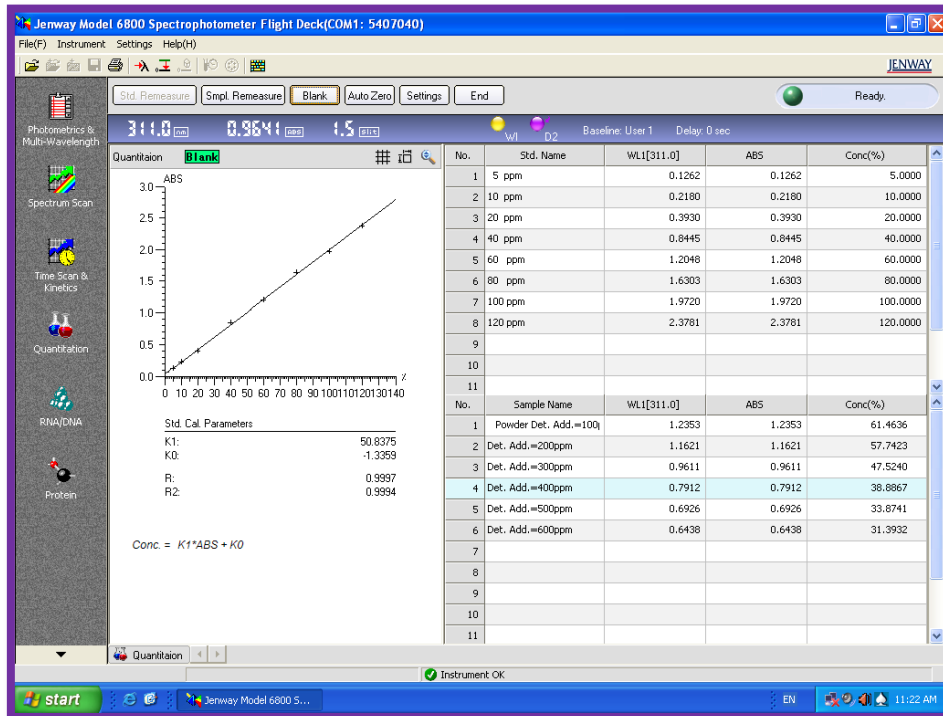 Jenway Model 6800 Spectrophotometer Flight Deck(COM1: 5407040)
File(F) Instrument Settings Help(H)
JENWAY
Std. Remeasure Smpl. Remeasure Blank Auto Zero Settings End Ready.
311.0 nm 0.9641 ABS 1.5 Slit WI D2 Baseline: User 1 Delay: 0 sec
Photometrics &
Multi-Wavelength
Spectrum Scan
Time Scan &
Kinetics
Quantitation
RNA/DNA
Protein
Quantitaion Blank
ABS
3.0
2.5
2.0
1.5
1.0
0.5
0.0
%
0 10 20 30 40 50 60 70 80 90 100110120130140
Std. Cal. Parameters
K1: 50.8375
K0: -1.3359
R: 0.9997
R2: 0.9994
Conc. = K1*ABS + K0
No. Std. Name WL1[311.0] ABS Conc(%)
1 5 ppm 0.1262 0.1262 5.0000
2 10 ppm 0.2180 0.2180 10.0000
3 20 ppm 0.3930 0.3930 20.0000
4 40 ppm 0.8445 0.8445 40.0000
5 60 ppm 1.2048 1.2048 60.0000
6 80 ppm 1.6303 1.6303 80.0000
7 100 ppm 1.9720 1.9720 100.0000
8 120 ppm 2.3781 2.3781 120.0000
9
10
11
No. Sample Name WL1[311.0] ABS Conc(%)
1 Powder Det. Add.=100 1.2353 1.2353 61.4636
2 Det. Add.=200ppm 1.1621 1.1621 57.7423
3 Det. Add.=300ppm 0.9611 0.9611 47.5240
4 Det. Add.=400ppm 0.7912 0.7912 38.8867
5 Det. Add.=500ppm 0.6926 0.6926 33.8741
6 Det. Add.=600ppm 0.6438 0.6438 31.3932
7
8
9
10
11
Quantitaion
Instrument OK
start Jenway Model 6800 S... EN 11:22 AM